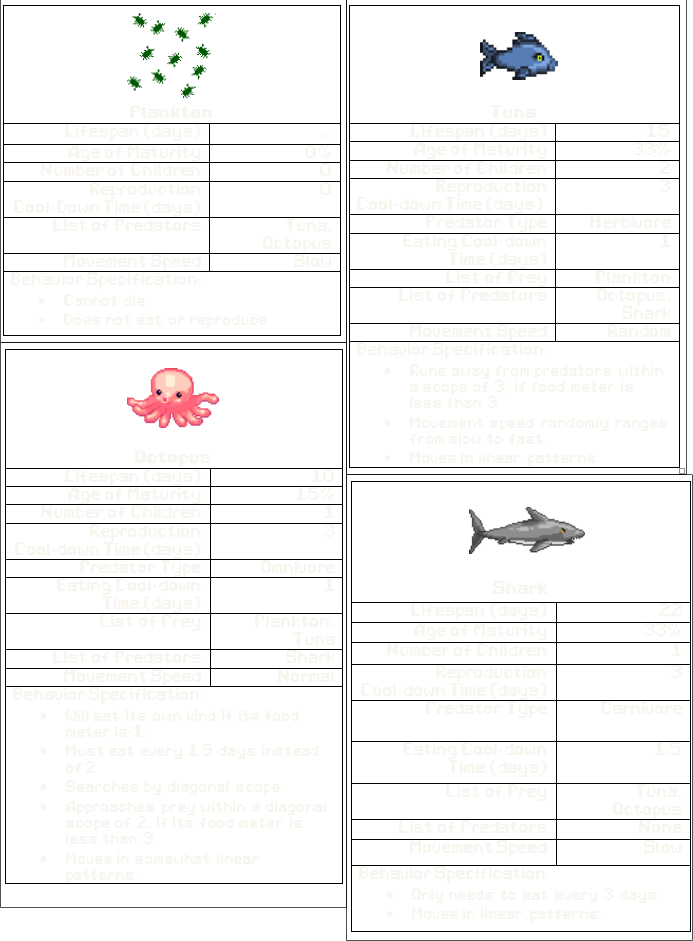 Plankton
Lifespan (days) ∞
Age of Maturity 0%
Number of Children 0
Reproduction 0
Cool-Down Time (days)
List of Predators Tuna,
Octopus
Movement Speed Slow
Behavior Specification:
• Cannot die
• Does not eat or reproduce
Tuna
Lifespan (days) 15
Age of Maturity 33%
Number of Children 2
Reproduction 3
Cool-down Time (days)
Predator Type Herbivore
Eating Cool-down 1
Time (days)
List of Prey Plankton
List of Predators Octopus,
Shark
Movement Speed Random
Behavior Specification:
• Runs away from predators within
a scope of 3, if food meter is
less than 3
• Movement speed randomly ranges
from slow to fast.
• Moves in linear patterns.
Octopus
Lifespan (days) 10
Age of Maturity 15%
Number of Children 1
Reproduction 3
Cool-down Time (days)
Predator Type Omnivore
Eating Cool-down 1
Time (days)
List of Prey Plankton,
Tuna
List of Predators Shark
Movement Speed Normal
Behavior Specification:
• Will eat its own kind if its food
meter is 1
• Must eat every 1.5 days instead
of 2
• Searches by diagonal scope.
• Approaches prey within a diagonal
scope of 2, if its food meter is
less than 3
• Moves in somewhat linear
patterns.
Shark
Lifespan (days) 22
Age of Maturity 33%
Number of Children 1
Reproduction 3
Cool-down Time (days)
Predator Type Carnivore
Eating Cool-down 1.5
Time (days)
List of Prey Tuna,
Octopus
List of Predators None
Movement Speed Slow
Behavior Specification:
• Only needs to eat every 3 days
• Moves in linear patterns.